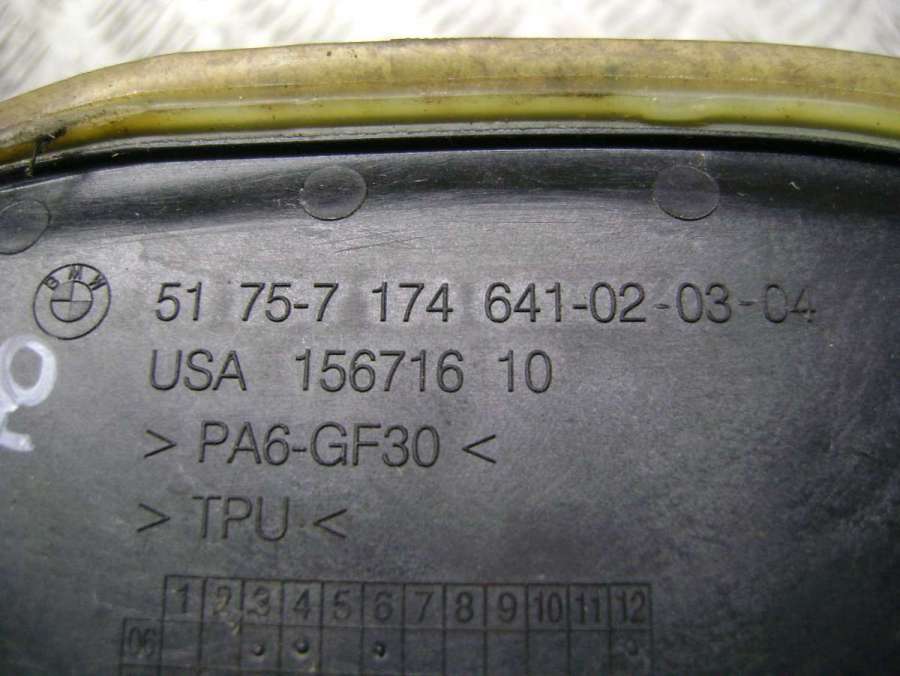 BMW 51 75-7 174 641-02-03-04
USA 156716 10
> PA6-GF30 <
> TPU <
1 2 3 4 5 6 7 8 9 10 11 12
06